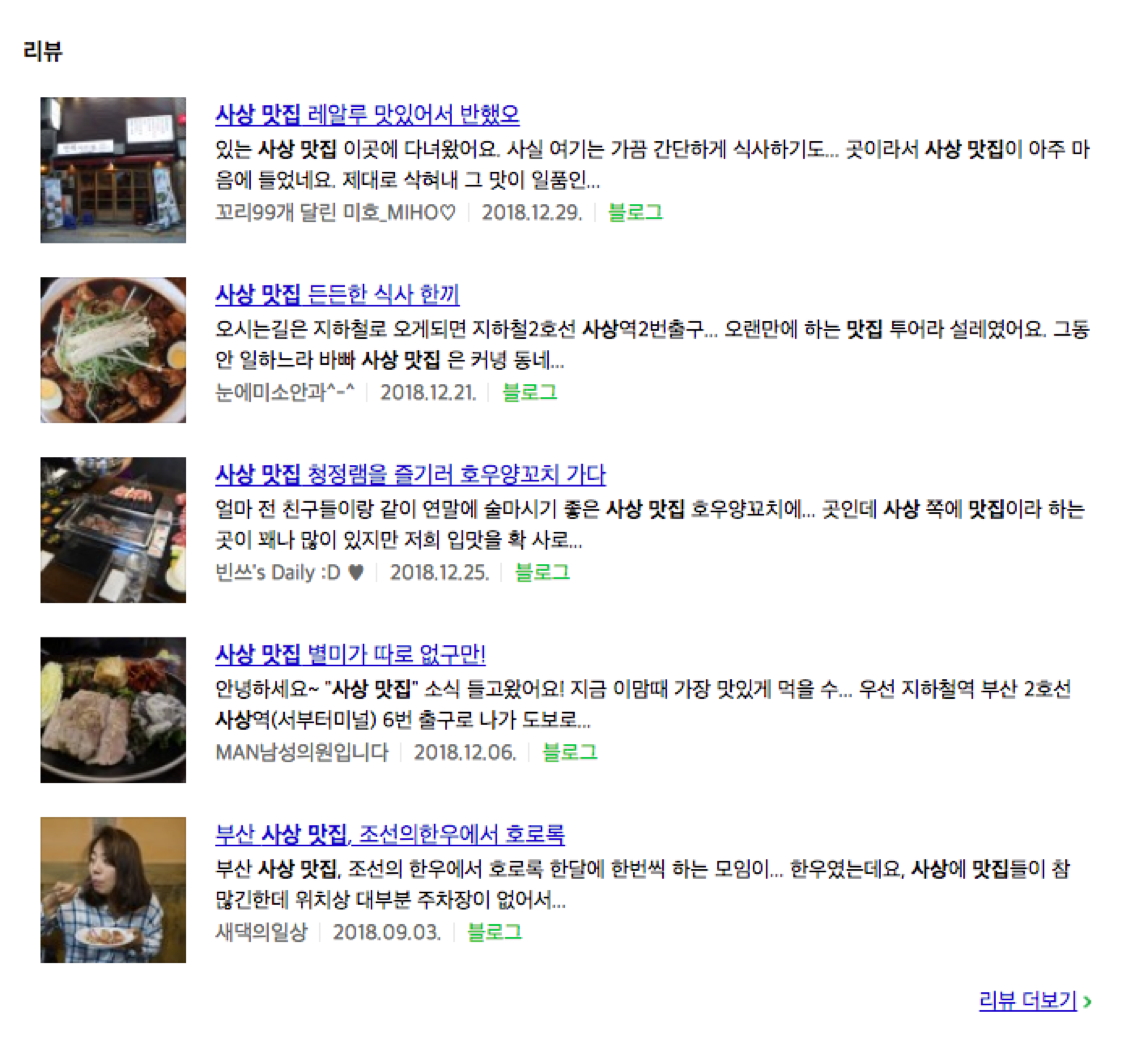 리뷰
사상 맛집 레알루 맛있어서 반했오
있는 사상 맛집 이곳에 다녀왔어요. 사실 여기는 가끔 간단하게 식사하기도... 곳이라서 사상 맛집이 아주 마
음에 들었네요. 제대로 삭혀내 그 맛이 일품인...
꼬리99개 달린 미호_MIHO♡ 2018.12.29. 블로그
사상 맛집 든든한 식사 한끼
오시는길은 지하철로 오게되면 지하철2호선 사상역2번출구... 오랜만에 하는 맛집 투어라 설레였어요. 그동
안 일하느라 바빠 사상 맛집 은 커녕 동네...
눈에미소안과^-^ 2018.12.21. 블로그
사상 맛집 청정램을 즐기러 호우양꼬치 가다
얼마 전 친구들이랑 같이 연말에 술마시기 좋은 사상 맛집 호우양꼬치에... 곳인데 사상 쪽에 맛집이라 하는
곳이 꽤나 많이 있지만 저희 입맛을 확 사로...
빈쓰's Daily :D ♥ 2018.12.25. 블로그
사상 맛집 별미가 따로 없구만!
안녕하세요~ "사상 맛집" 소식 들고왔어요! 지금 이맘때 가장 맛있게 먹을 수... 우선 지하철역 부산 2호선
사상역(서부터미널) 6번 출구로 나가 도보로...
MAN남성의원입니다 2018.12.06. 블로그
부산 사상 맛집, 조선의한우에서 호로록
부산 사상 맛집, 조선의 한우에서 호로록 한달에 한번씩 하는 모임이... 한우였는데요, 사상에 맛집들이 참
많긴한데 위치상 대부분 주차장이 없어서...
새댁의일상 2018.09.03. 블로그
리뷰 더보기 >